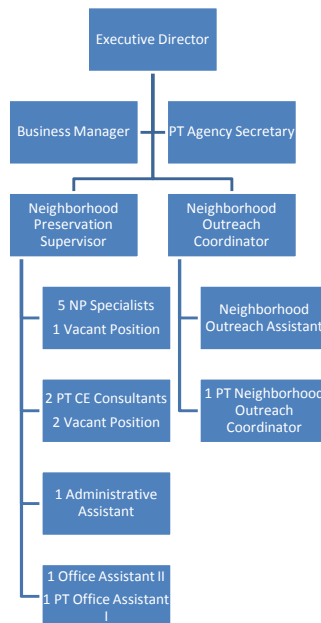 Executive Director
Business Manager
PT Agency Secretary
Neighborhood
Preservation
Supervisor
Neighborhood
Outreach
Coordinator
5 NP Specialists
1 Vacant Position
2 PT CE Consultants
2 Vacant Position
1 Administrative
Assistant
1 Office Assistant II
1 PT Office Assistant
I
Neighborhood
Outreach Assistant
1 PT Neighborhood
Outreach
Coordinator